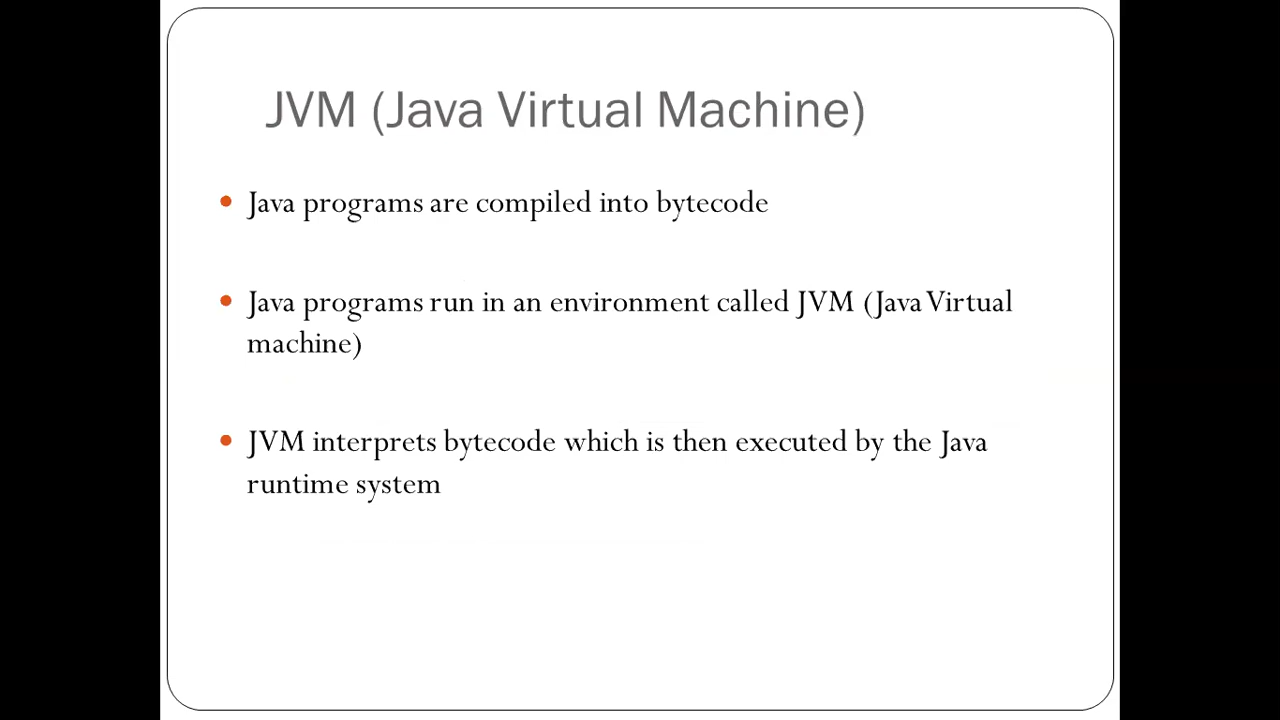 JVM (Java Virtual Machine)
• Java programs are compiled into bytecode
• Java programs run in an environment called JVM (Java Virtual
machine)
• JVM interprets bytecode which is then executed by the Java
runtime system